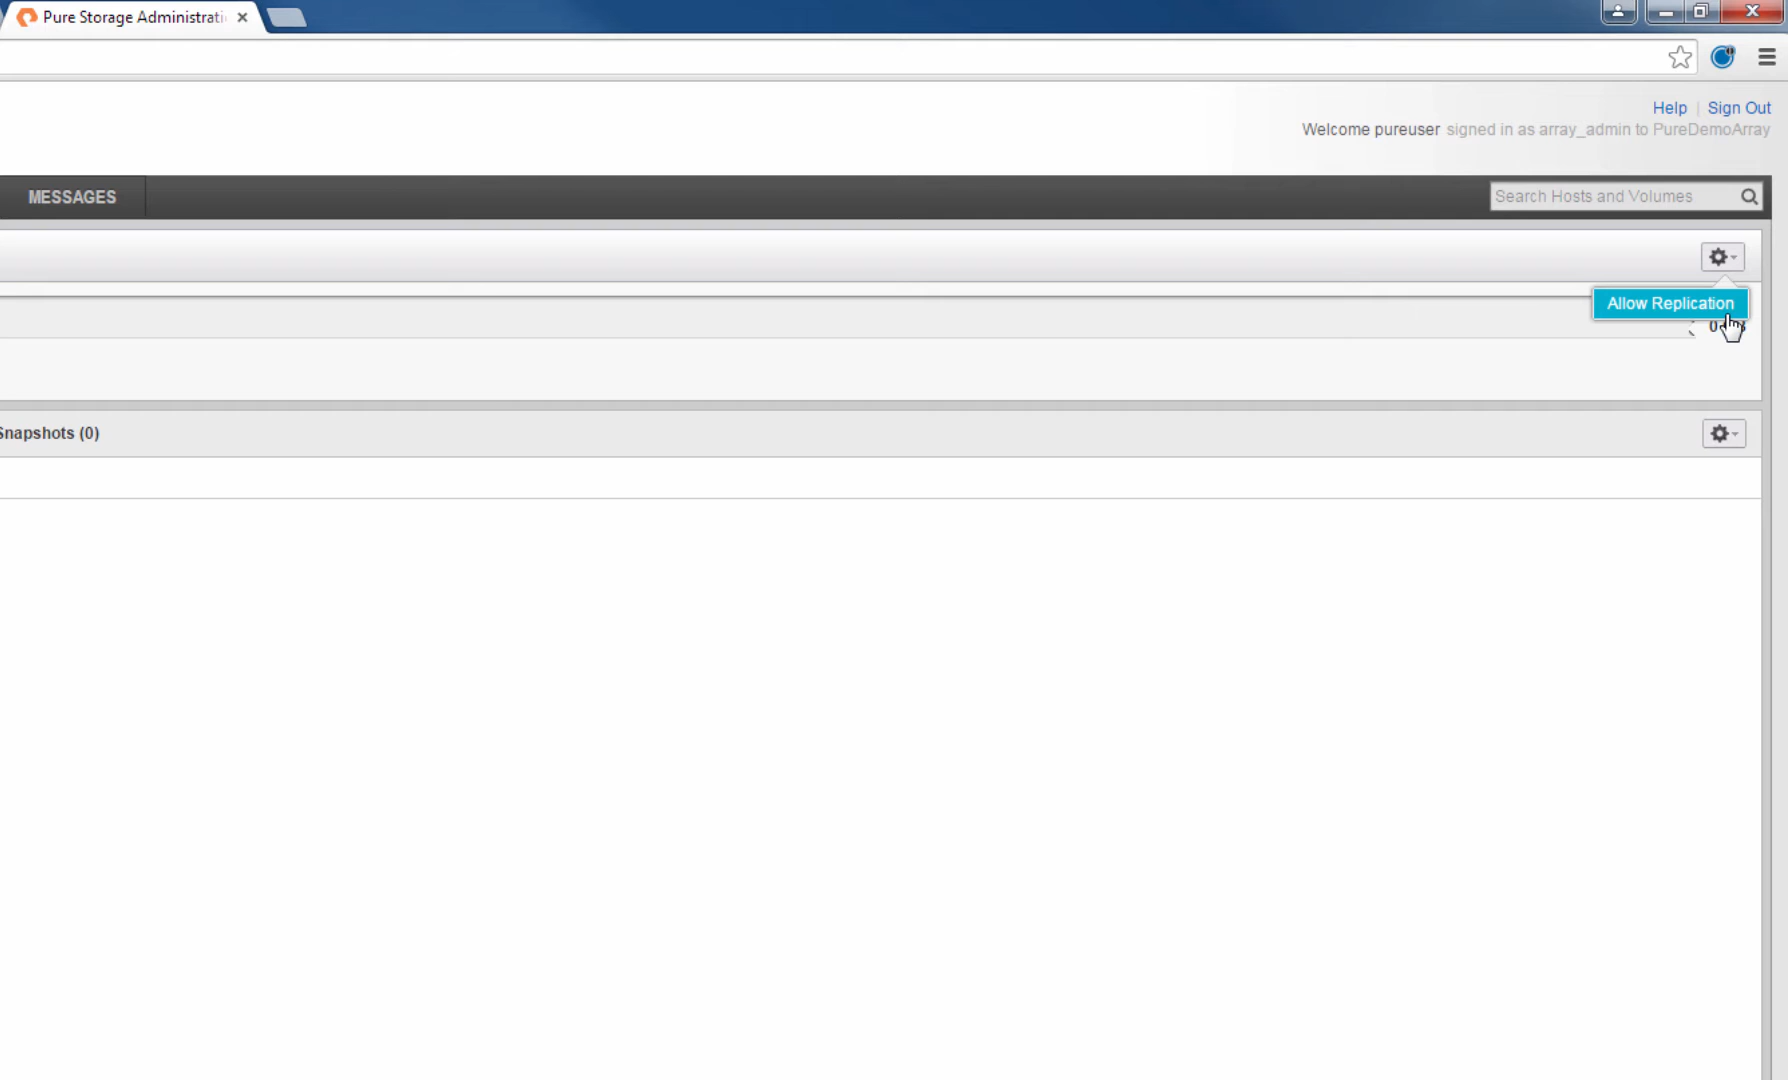 Pure Storage Administrati
Help | Sign Out
Welcome pureuser signed in as array_admin to PureDemoArray
MESSAGES
Search Hosts and Volumes
Allow Replication
Snapshots (0)